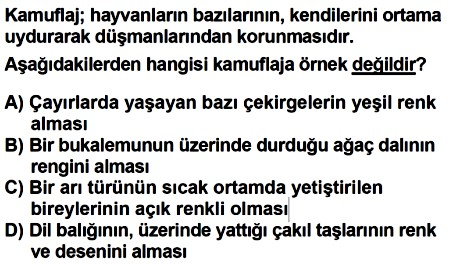 Kamuflaj; hayvanların bazılarının, kendilerini ortama
uydurarak düşmanlarından korunmasıdır.
Aşağıdakilerden hangisi kamuflaja örnek değildir?
A) Çayırlarda yaşayan bazı çekirgelerin yeşil renk
alması
B) Bir bukalemunun üzerinde durduğu ağaç dalının
rengini alması
C) Bir arı türünün sıcak ortamda yetiştirilen
bireylerinin açık renkli olması
D) Dil balığının, üzerinde yattığı çakıl taşlarının renk
ve desenini alması